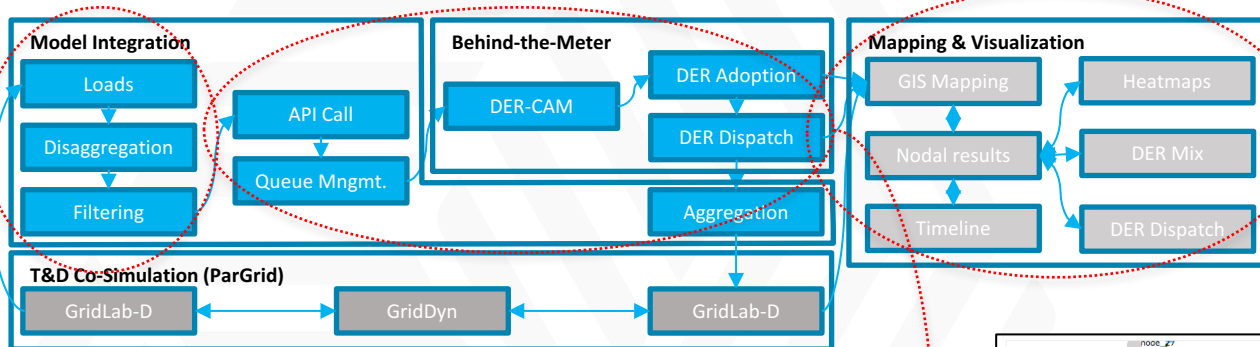 Model Integration
Loads
Disaggregation
Filtering
API Call
Queue Mngmt.
Behind-the-Meter
DER-CAM
DER Adoption
DER Dispatch
Aggregation
Mapping & Visualization
GIS Mapping
Nodal results
Timeline
Heatmaps
DER Mix
DER Dispatch
T&D Co-Simulation (ParGrid)
GridLab-D
GridDyn
GridLab-D